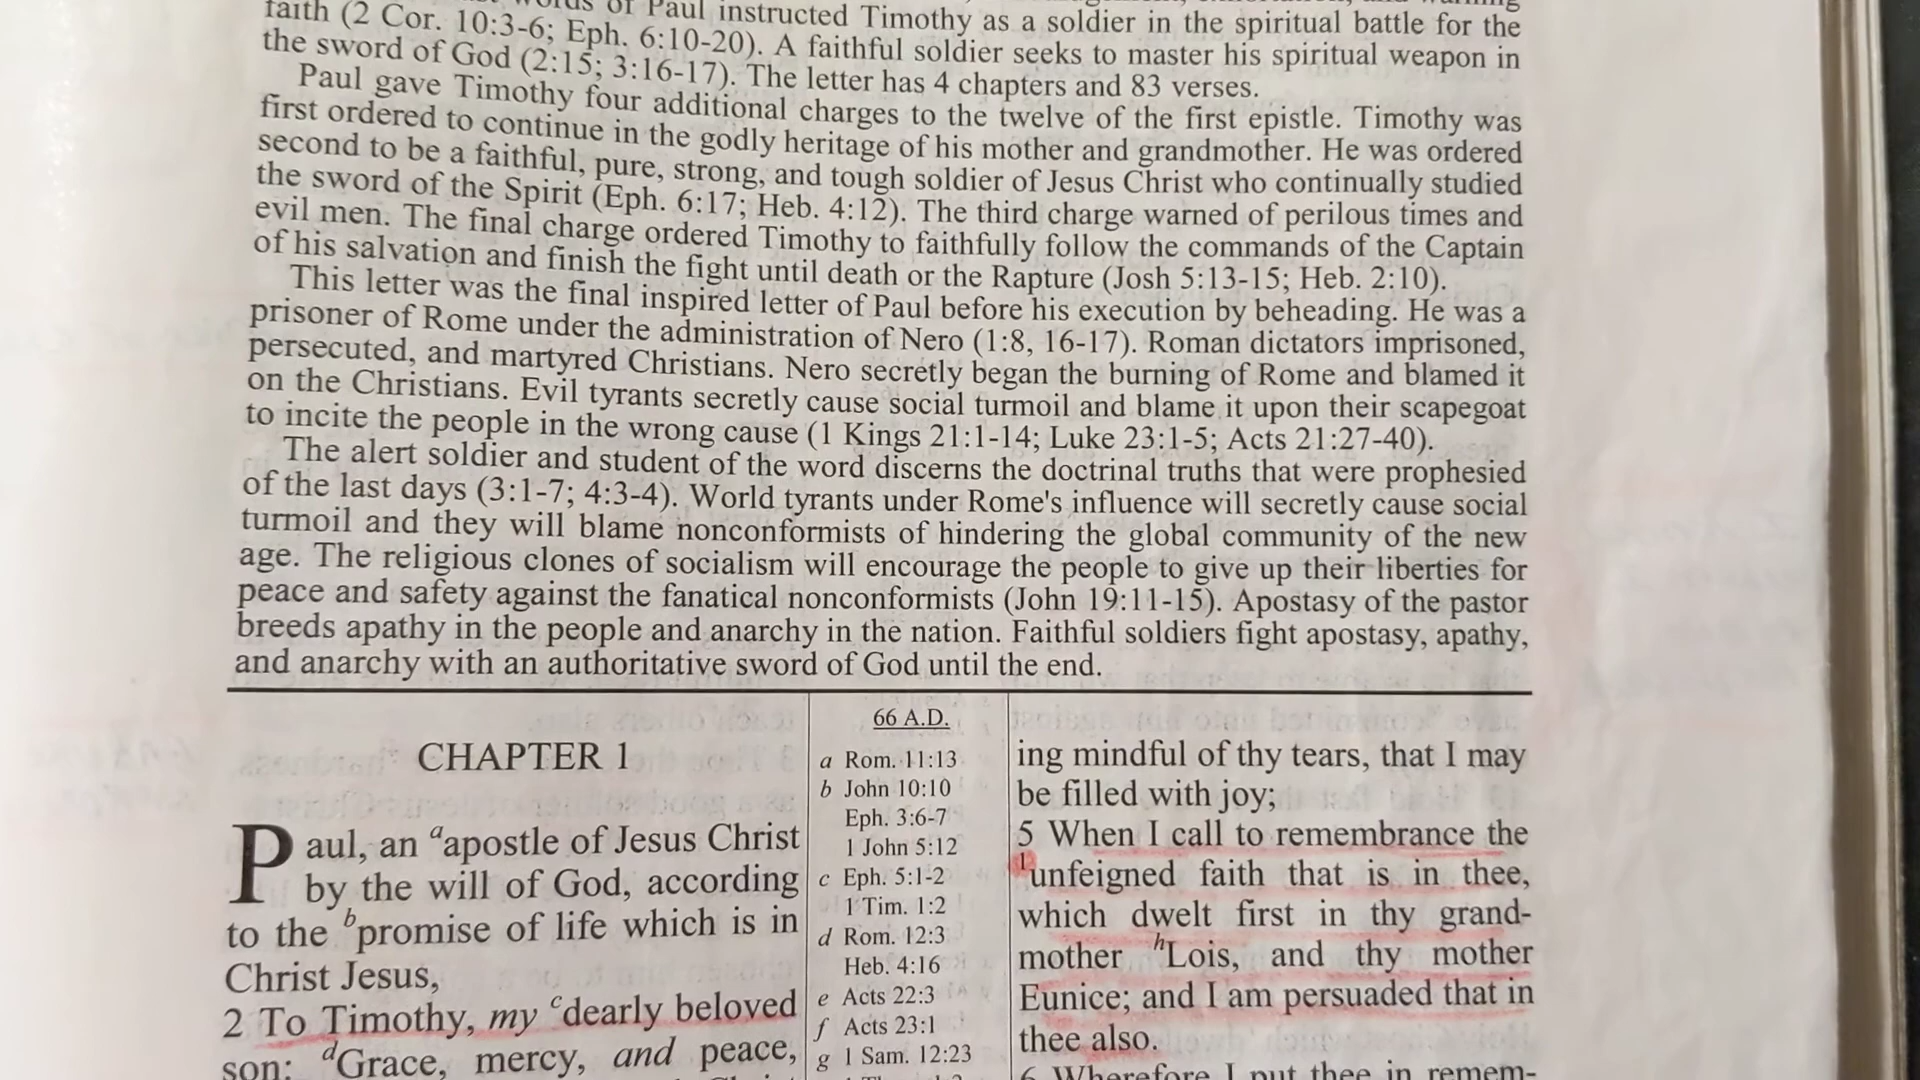 words of Paul instructed Timothy as a soldier in the spiritual battle for the
faith (2 Cor. 10:3-6; Eph. 6:10-20). A faithful soldier seeks to master his spiritual weapon in
the sword of God (2:15; 3:16-17). The letter has 4 chapters and 83 verses.
Paul gave Timothy four additional charges to the twelve of the first epistle. Timothy was
first ordered to continue in the godly heritage of his mother and grandmother. He was ordered
second to be a faithful, pure, strong, and tough soldier of Jesus Christ who continually studied
the sword of the Spirit (Eph. 6:17; Heb. 4:12). The third charge warned of perilous times and
evil men. The final charge ordered Timothy to faithfully follow the commands of the Captain
of his salvation and finish the fight until death or the Rapture (Josh 5:13-15; Heb. 2:10).
This letter was the final inspired letter of Paul before his execution by beheading. He was a
prisoner of Rome under the administration of Nero (1:8, 16-17). Roman dictators imprisoned,
persecuted, and martyred Christians. Nero secretly began the burning of Rome and blamed it
on the Christians. Evil tyrants secretly cause social turmoil and blame it upon their scapegoat
to incite the people in the wrong cause (1 Kings 21:1-14; Luke 23:1-5; Acts 21:27-40).
The alert soldier and student of the word discerns the doctrinal truths that were prophesied
of the last days (3:1-7; 4:3-4). World tyrants under Rome's influence will secretly cause social
turmoil and they will blame nonconformists of hindering the global community of the new
age. The religious clones of socialism will encourage the people to give up their liberties for
peace and safety against the fanatical nonconformists (John 19:11-15). Apostasy of the pastor
breeds apathy in the people and anarchy in the nation. Faithful soldiers fight apostasy, apathy,
and anarchy with an authoritative sword of God until the end.
CHAPTER 1
Paul, an a apostle of Jesus Christ
by the will of God, according
to the b promise of life which is in
Christ Jesus,
2 To Timothy, my c dearly beloved
son: d Grace, mercy, and peace,
66 A.D.
a Rom. 11:13
b John 10:10
Eph. 3:6-7
1 John 5:12
c Eph. 5:1-2
1 Tim. 1:2
d Rom. 12:3
Heb. 4:16
e Acts 22:3
f Acts 23:1
g 1 Sam. 12:23
ing mindful of thy tears, that I may
be filled with joy;
5 When I call to remembrance the
1 unfeigned faith that is in thee,
which dwelt first in thy grand-
mother h Lois, and thy mother
Eunice; and I am persuaded that in
thee also.
6 Wherefore I put thee in remem-